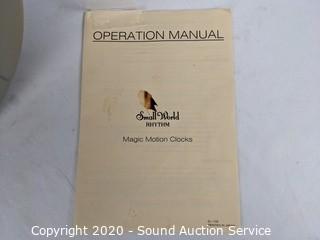 OPERATION MANUAL
Small World
RHYTHM
Magic Motion Clocks
Copyright 2020 - Sound Auction Service